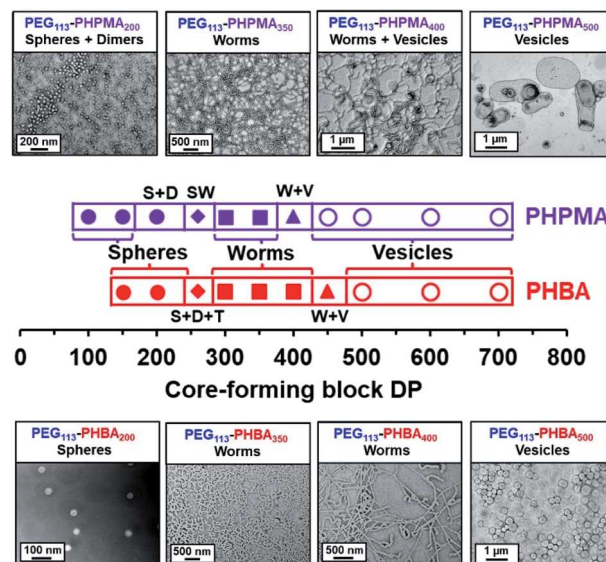 PEG₁₁₃-PHPMA₂₀₀
Spheres + Dimers
200 nm
PEG₁₁₃-PHPMA₃₅₀
Worms
500 nm
PEG₁₁₃-PHPMA₄₀₀
Worms + Vesicles
1 µm
PEG₁₁₃-PHPMA₅₀₀
Vesicles
1 µm
S+D SW W+V
PHPMA
Spheres Worms Vesicles
PHBA
S+D+T W+V
0 100 200 300 400 500 600 700 800
Core-forming block DP
PEG₁₁₃-PHBA₂₀₀
Spheres
100 nm
PEG₁₁₃-PHBA₃₅₀
Worms
500 nm
PEG₁₁₃-PHBA₄₀₀
Worms
500 nm
PEG₁₁₃-PHBA₅₀₀
Vesicles
1 µm